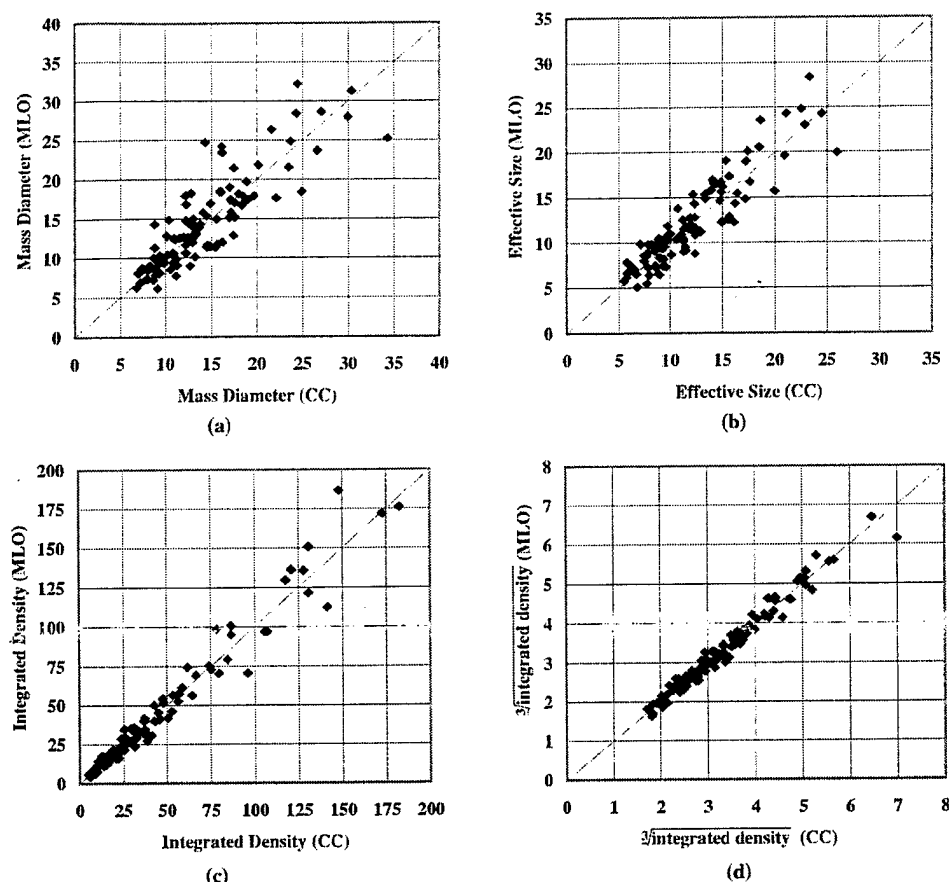 40
35
30
25
20
15
10
5
0
Mass Diameter (MLO)
0 5 10 15 20 25 30 35 40
Mass Diameter (CC)
(a)
35
30
25
20
15
10
5
0
Effective Size (MLO)
0 5 10 15 20 25 30 35
Effective Size (CC)
(b)
200
175
150
125
100
75
50
25
0
Integrated Density (MLO)
0 25 50 75 100 125 150 175 200
Integrated Density (CC)
(c)
8
7
6
5
4
3
2
1
0
∛integrated density (MLO)
0 1 2 3 4 5 6 7 8
∛integrated density (CC)
(d)